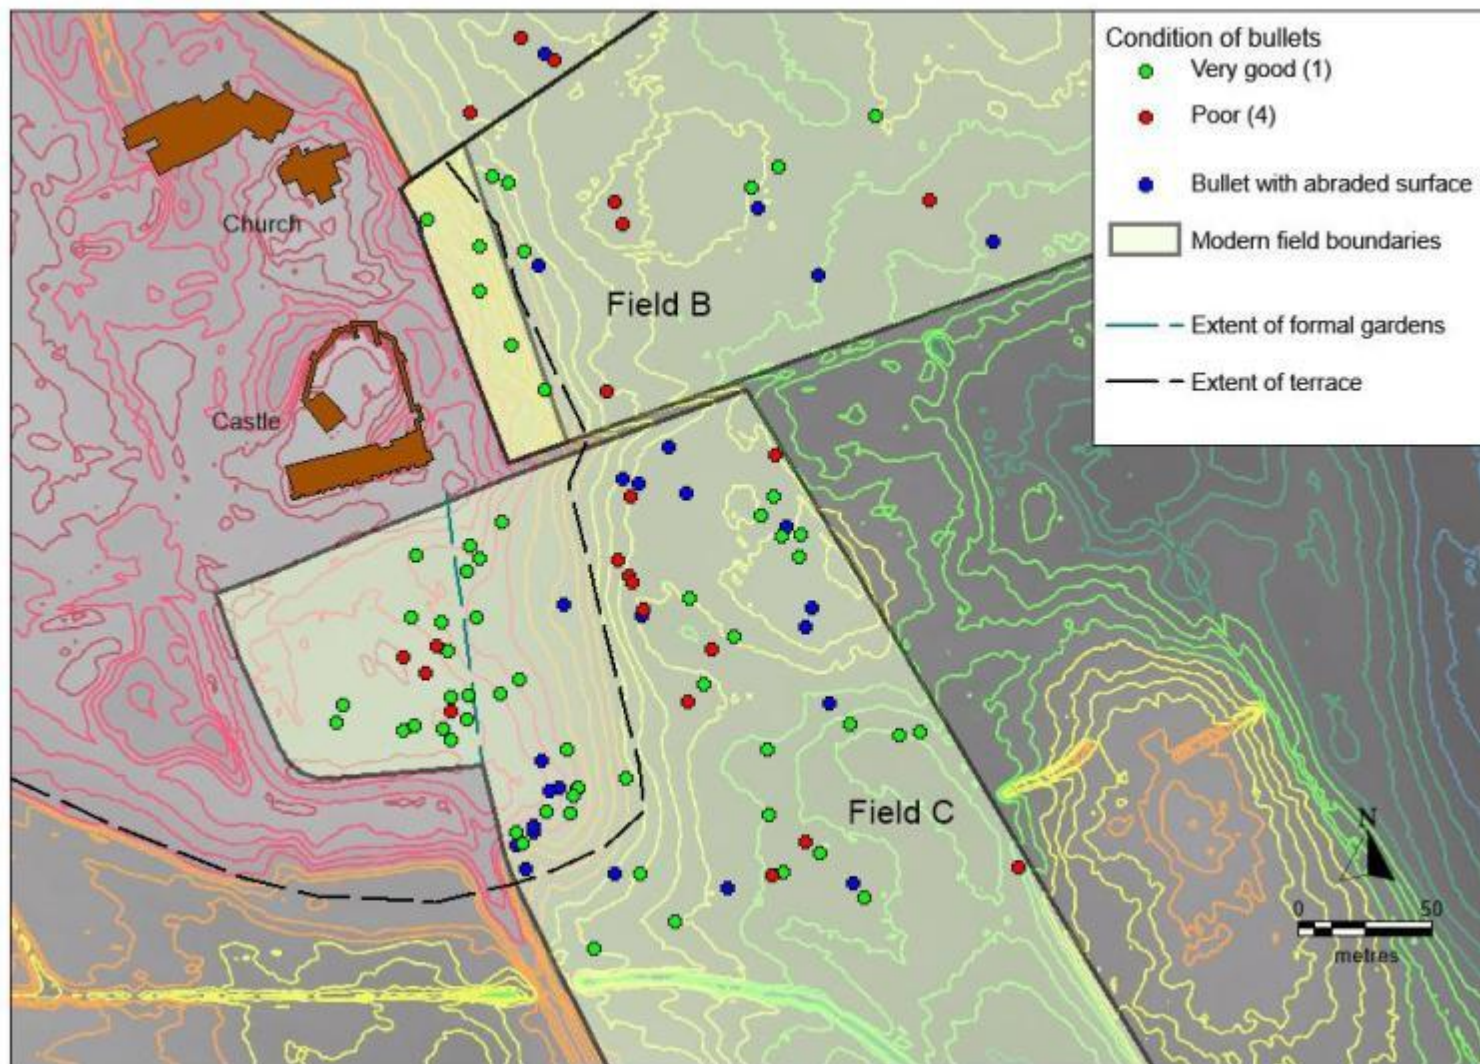 Condition of bullets
Very good (1)
Poor (4)
Bullet with abraded surface
Modern field boundaries
Extent of formal gardens
Extent of terrace
Church
Field B
Castle
Field C
N
0 50
metres